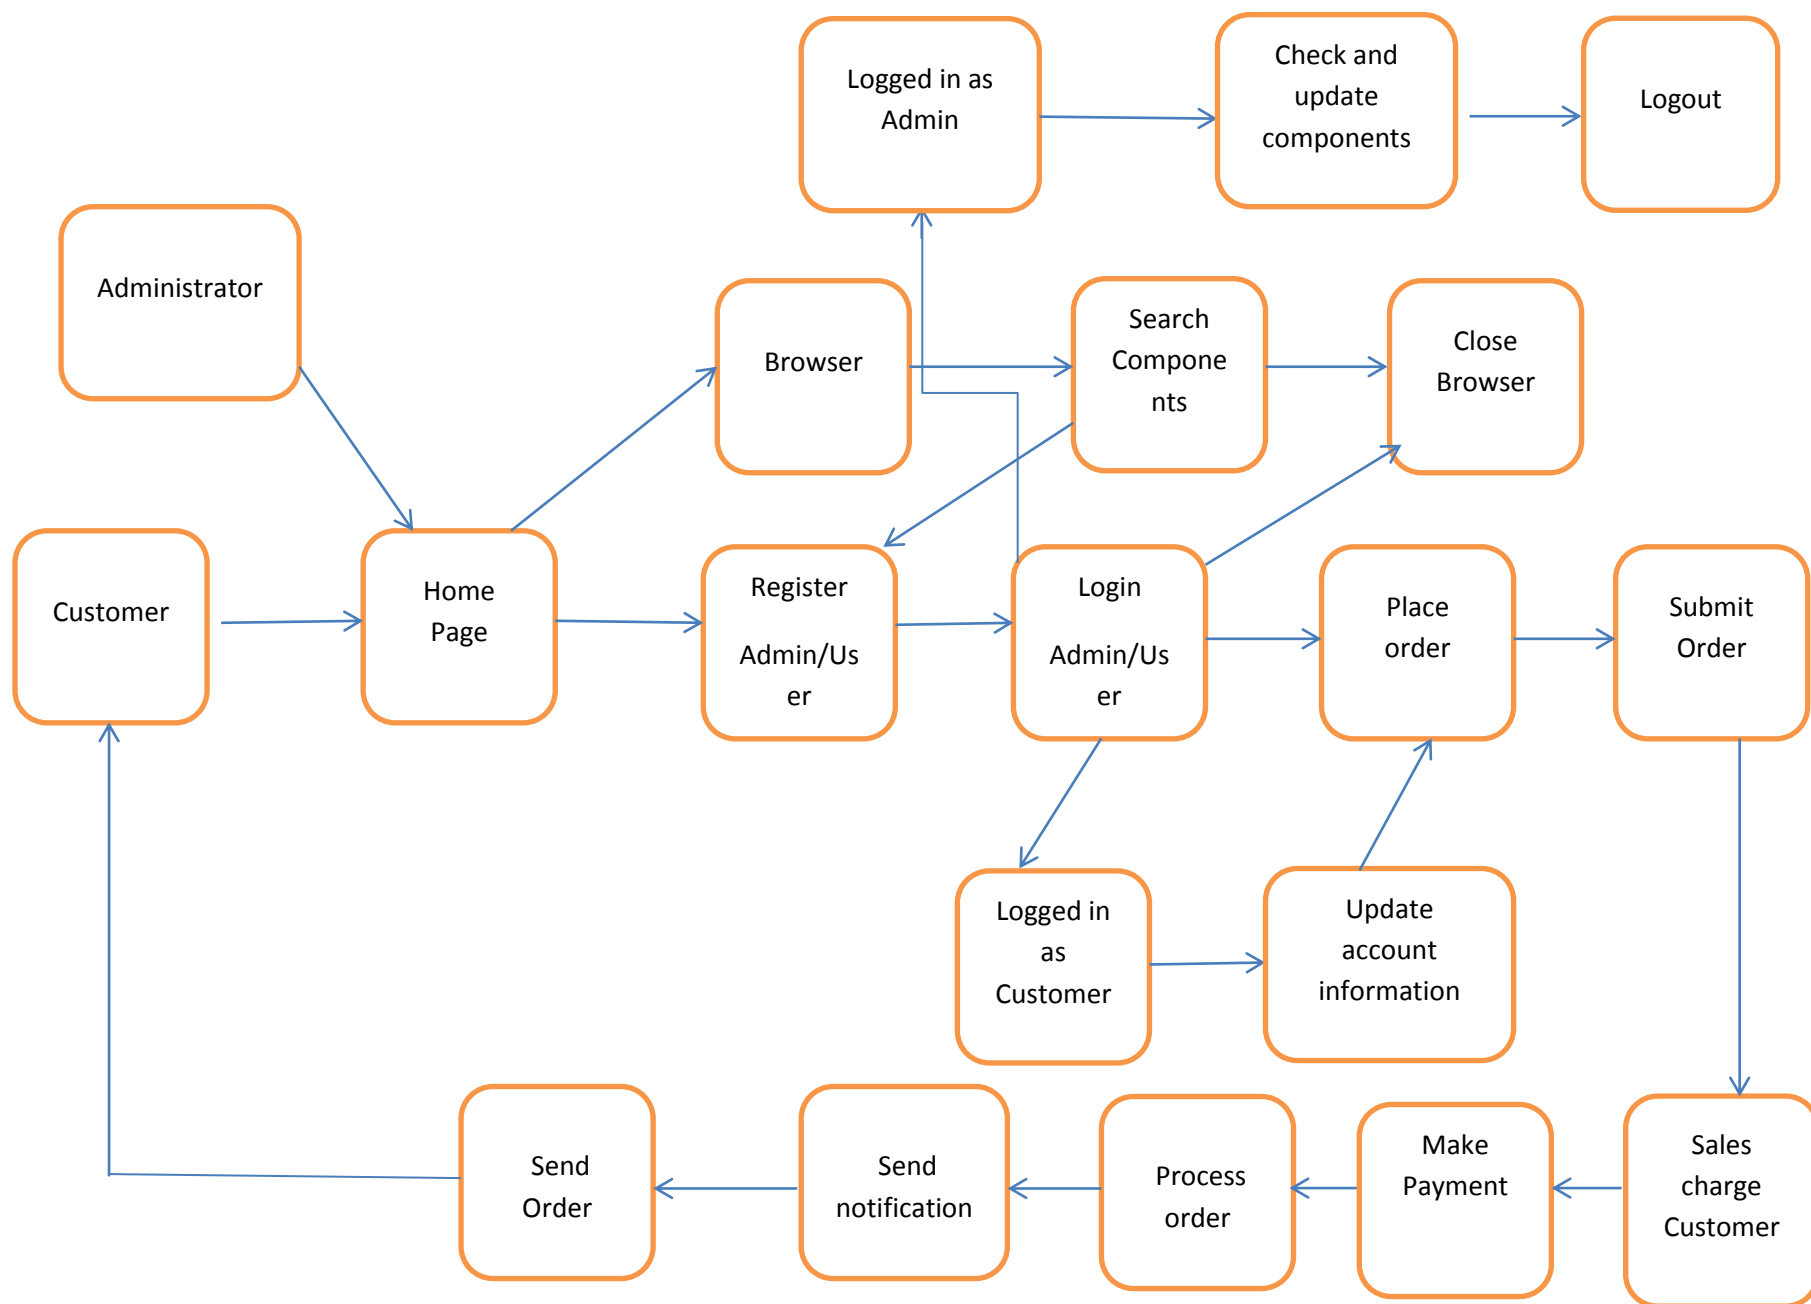 Logged in as
Admin
Check and
update
components
Logout
Administrator
Browser
Search
Compone
nts
Close
Browser
Customer
Home
Page
Register
Admin/Us
er
Login
Admin/Us
er
Place
order
Submit
Order
Logged in
as
Customer
Update
account
information
Send
Order
Send
notification
Process
order
Make
Payment
Sales
charge
Customer